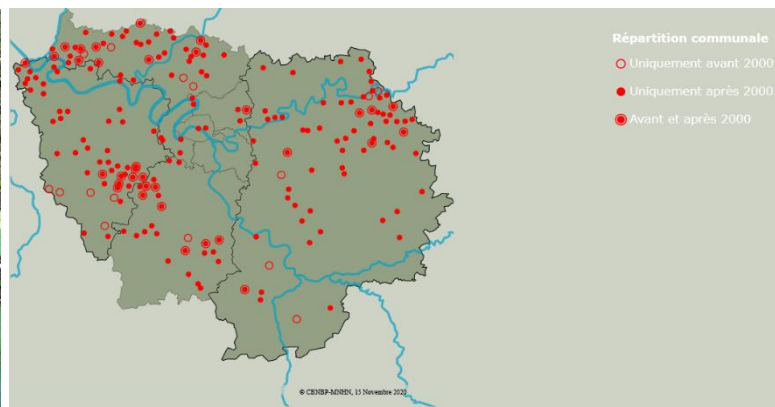 Répartition communale
Uniquement avant 2000
Uniquement après 2000
Avant et après 2000
© CBNBP-MNHN, 15 Novembre 2020